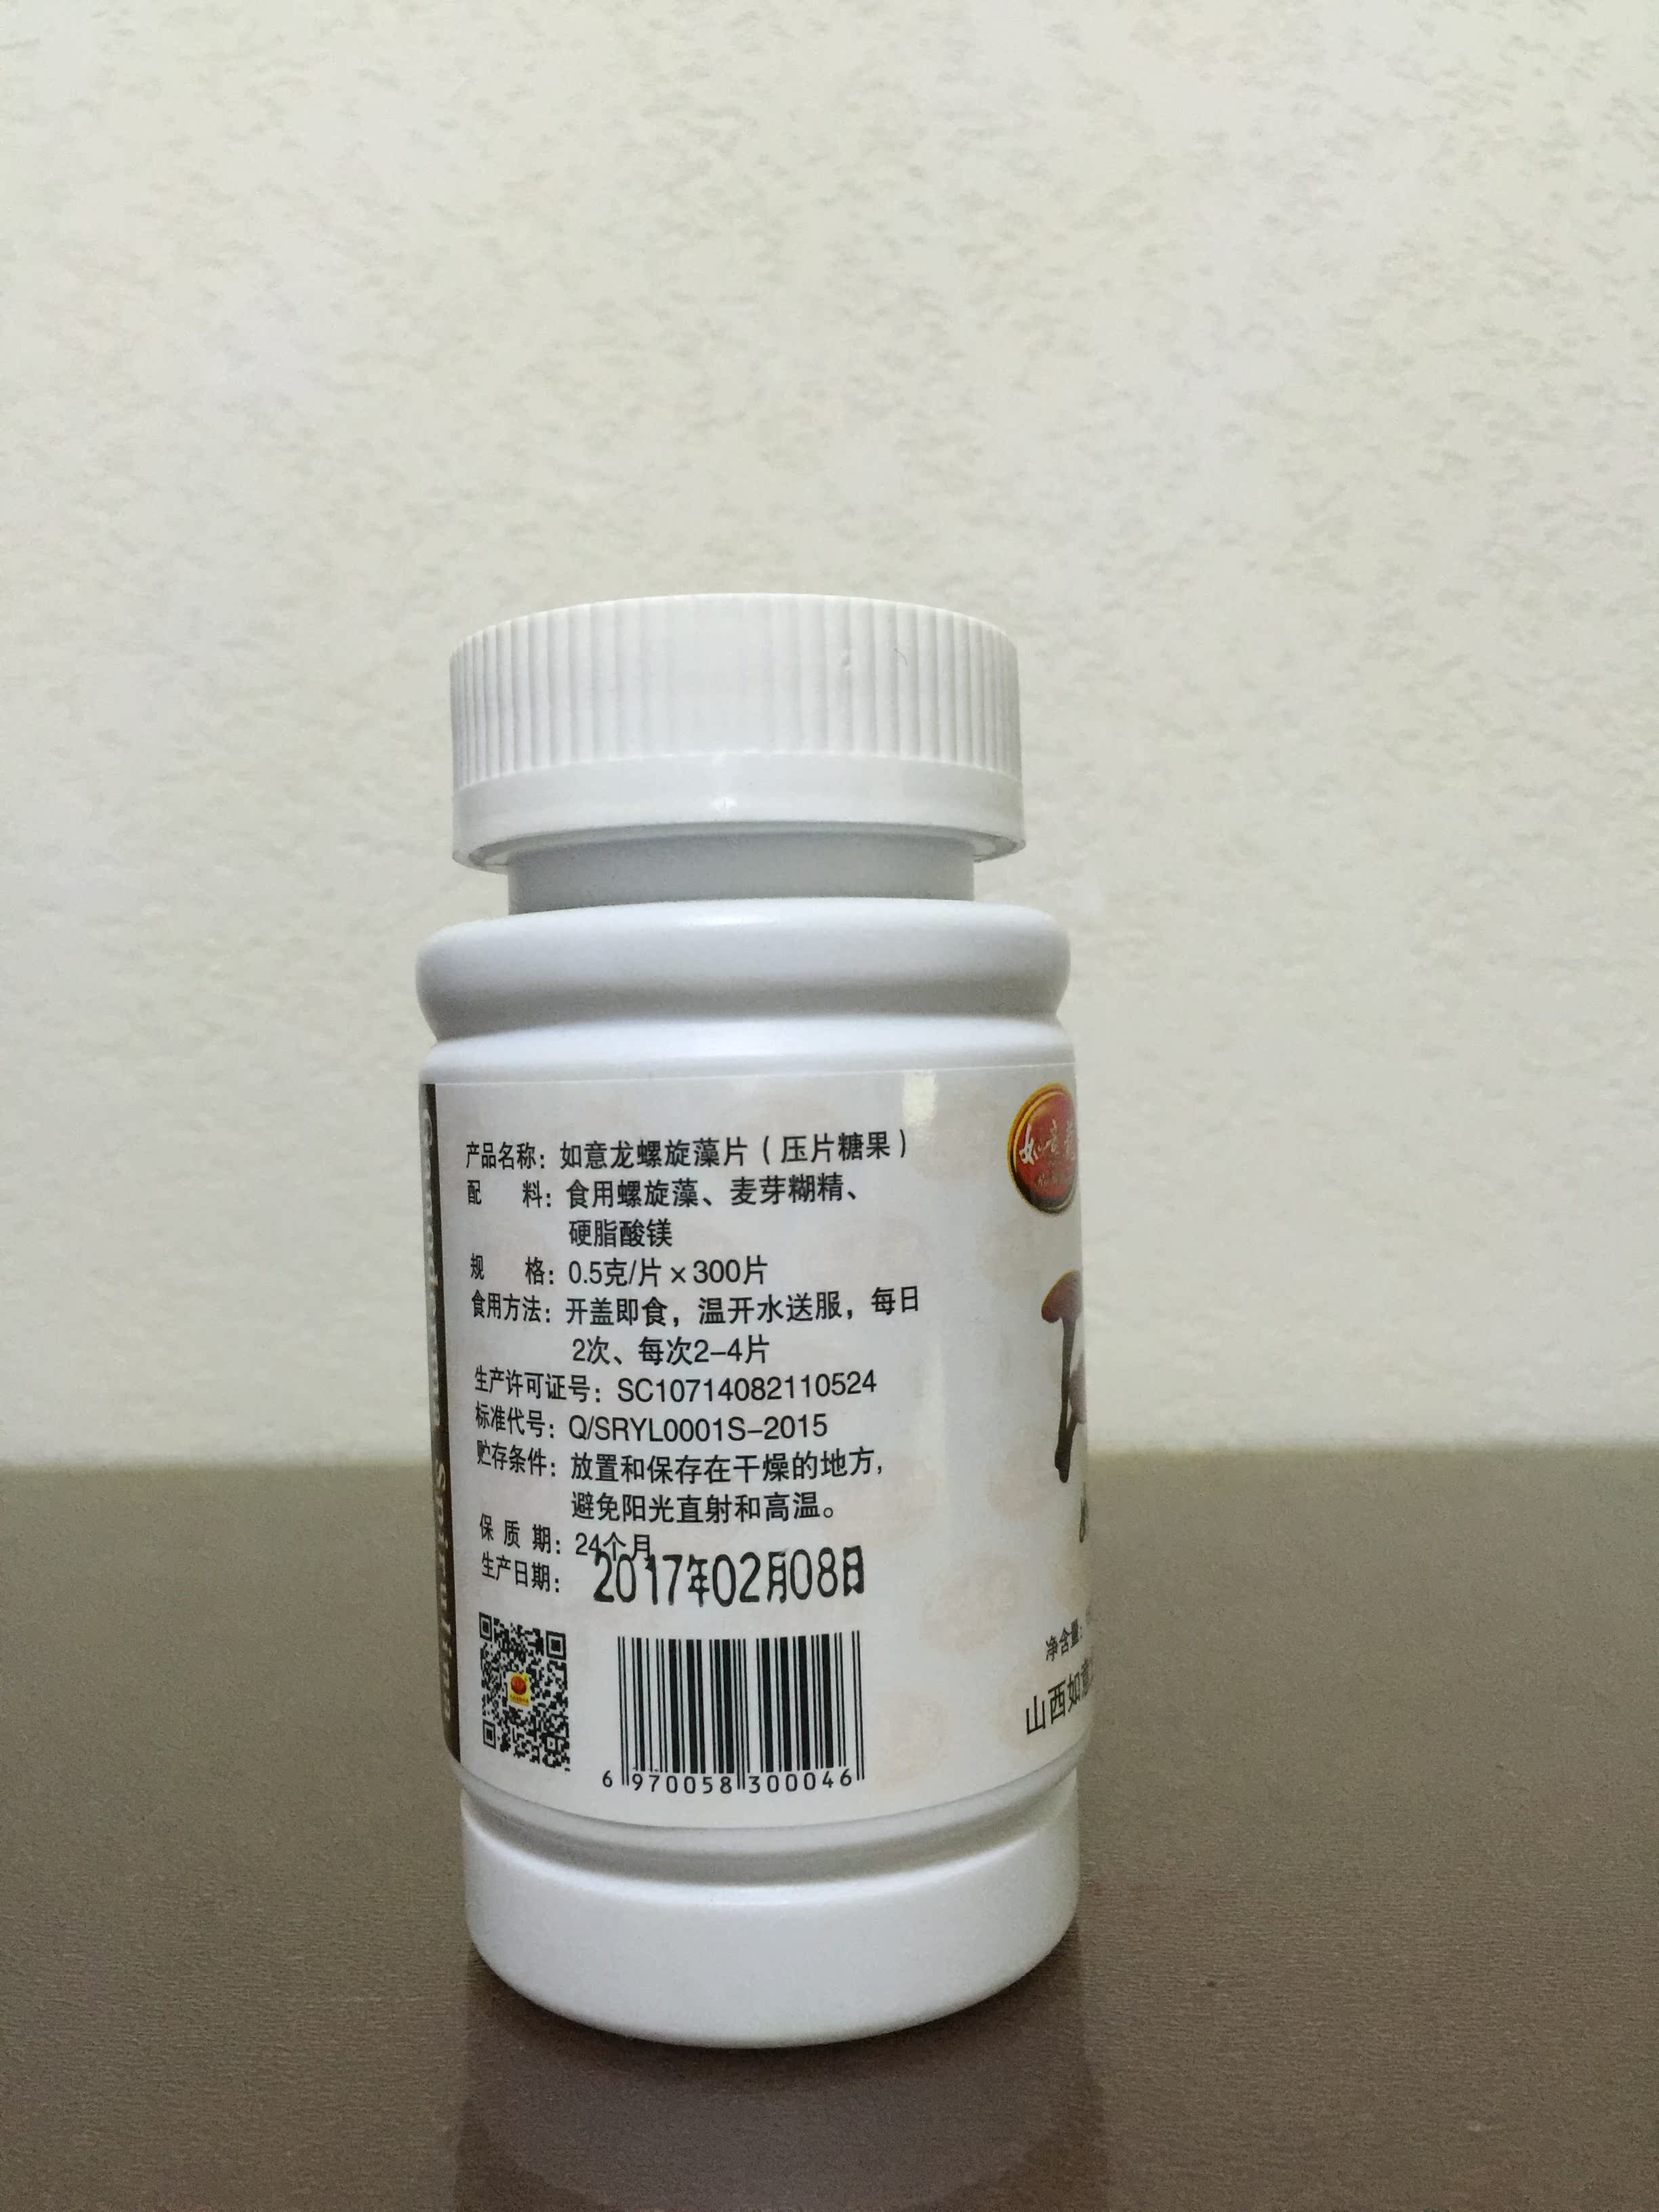 产品名称：如意龙螺旋藻片（压片糖果）
配 料：食用螺旋藻、麦芽糊精、
硬脂酸镁
规 格：0.5克/片×300片
食用方法：开盖即食，温开水送服，每日
2次、每次2-4片
生产许可证号：SC10714082110524
标准代号：Q/SRYL0001S-2015
贮存条件：放置和保存在干燥的地方，
避免阳光直射和高温。
保 质 期：24个月
生产日期：2017年02月08日
6 970058 300046
如意
净含量：
山西如意
Spirulina